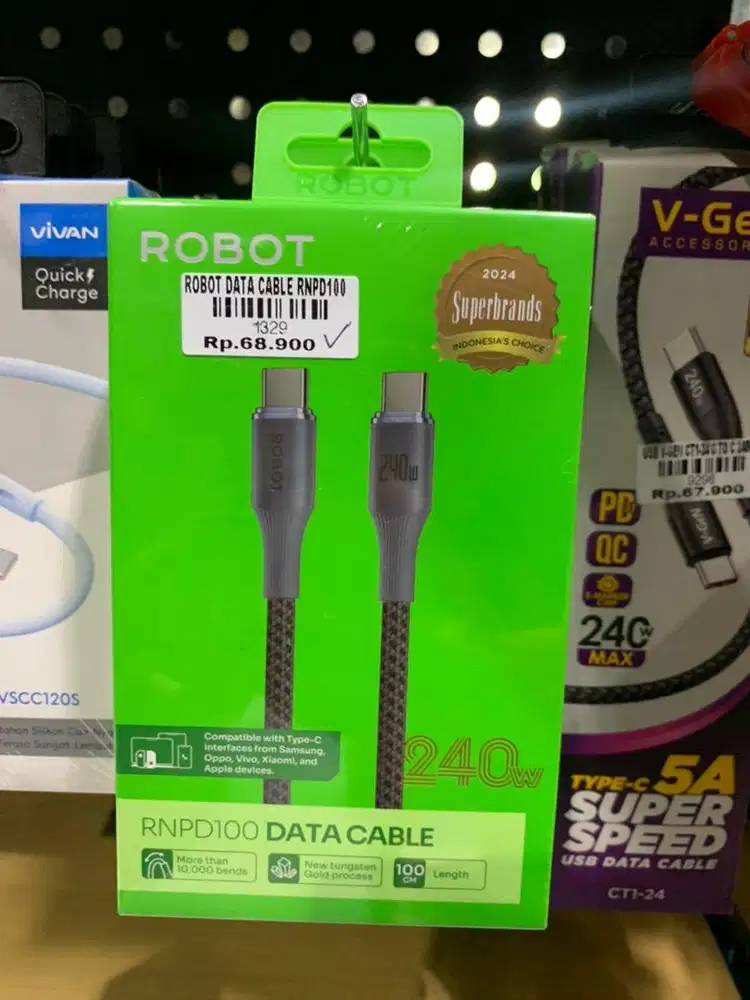 ROBOT
ROBOT
ROBOT DATA CABLE RNPD100
1329
Rp.68.900
2024
Superbrands
INDONESIA'S CHOICE
ROBOT
240w
Compatible with Type-C
interfaces from Samsung,
Oppo, Vivo, Xiaomi, and
Apple devices.
240w
RNPD100 DATA CABLE
More than
10,000 bends
New tungsten
Gold process
100
CM
Length
ViVAN
Quick
Charge
VSCC120S
V-Ge
ACCESSOR
240
9296
Rp.67.900
V-GeN
PD
QC
240w
MAX
TYPE-C 5A
SUPER
SPEED
USB DATA CABLE
CT1-24